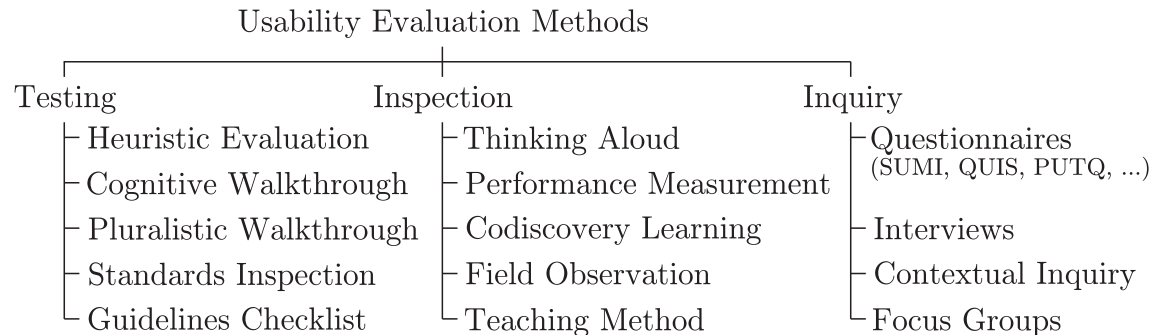 Usability Evaluation Methods
Testing
Heuristic Evaluation
Cognitive Walkthrough
Pluralistic Walkthrough
Standards Inspection
Guidelines Checklist
Inspection
Thinking Aloud
Performance Measurement
Codiscovery Learning
Field Observation
Teaching Method
Inquiry
Questionnaires
(SUMI, QUIS, PUTQ, ...)
Interviews
Contextual Inquiry
Focus Groups